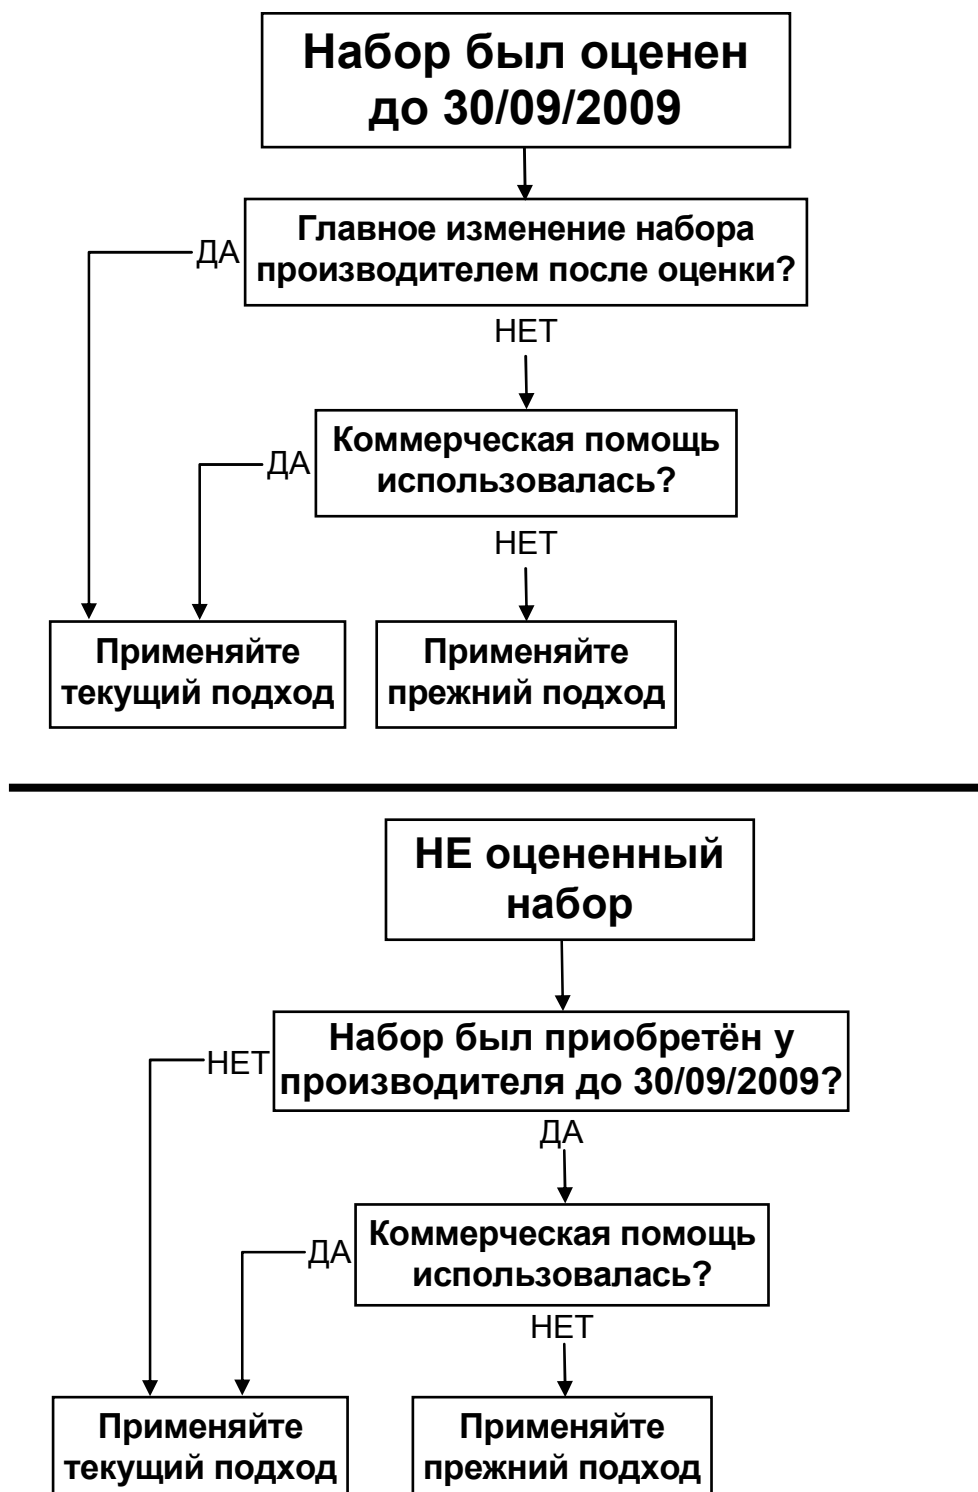 Набор был оценен
до 30/09/2009
Главное изменение набора
производителем после оценки?
ДА
НЕТ
Коммерческая помощь
использовалась?
ДА
НЕТ
Применяйте
текущий подход
Применяйте
прежний подход
НЕ оцененный
набор
Набор был приобретён у
производителя до 30/09/2009?
НЕТ
ДА
Коммерческая помощь
использовалась?
ДА
НЕТ
Применяйте
текущий подход
Применяйте
прежний подход